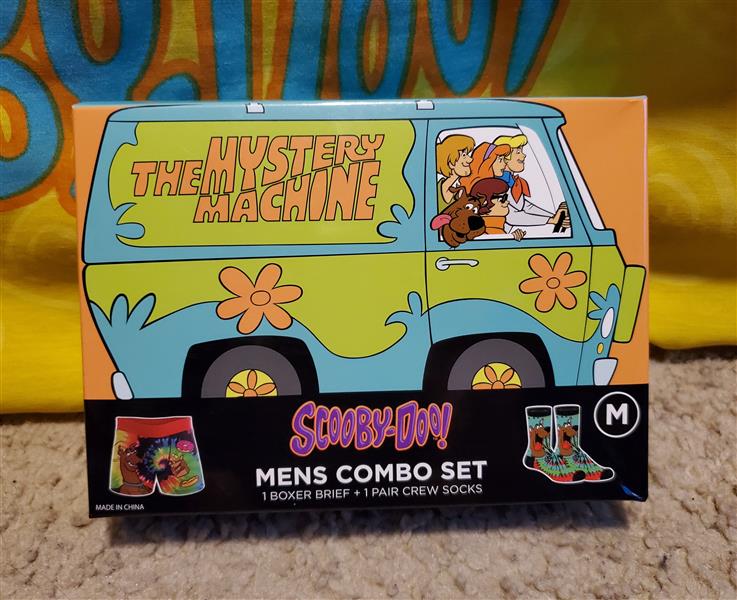 THE MYSTERY
MACHINE
SCOOBY-DOO!
M
MENS COMBO SET
1 BOXER BRIEF + 1 PAIR CREW SOCKS
MADE IN CHINA